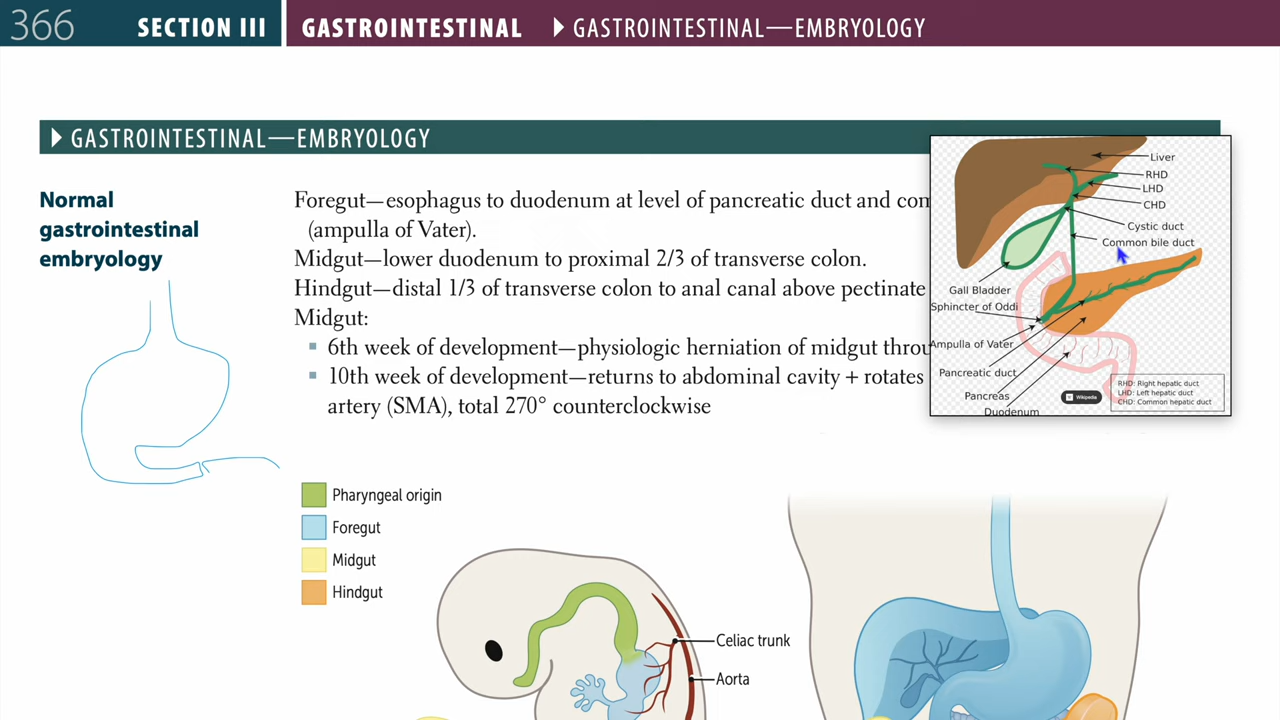 366 SECTION III GASTROINTESTINAL ▶ GASTROINTESTINAL—EMBRYOLOGY
▶ GASTROINTESTINAL—EMBRYOLOGY
Normal
gastrointestinal
embryology
Foregut—esophagus to duodenum at level of pancreatic duct and
(ampulla of Vater).
Midgut—lower duodenum to proximal 2/3 of transverse colon.
Hindgut—distal 1/3 of transverse colon to anal canal above pectinate
Midgut:
▪ 6th week of development—physiologic herniation of midgut
▪ 10th week of development—returns to abdominal cavity + rotates
artery (SMA), total 270° counterclockwise
Liver
RHD
LHD
CHD
Cystic duct
Common bile duct
Gall Bladder
Sphincter of Oddi
Ampulla of Vater
Pancreatic duct
Pancreas
Duodenum
RHD: Right hepatic duct
LHD: Left hepatic duct
CHD: Common hepatic duct
Wikipedia
Pharyngeal origin
Foregut
Midgut
Hindgut
Celiac trunk
Aorta